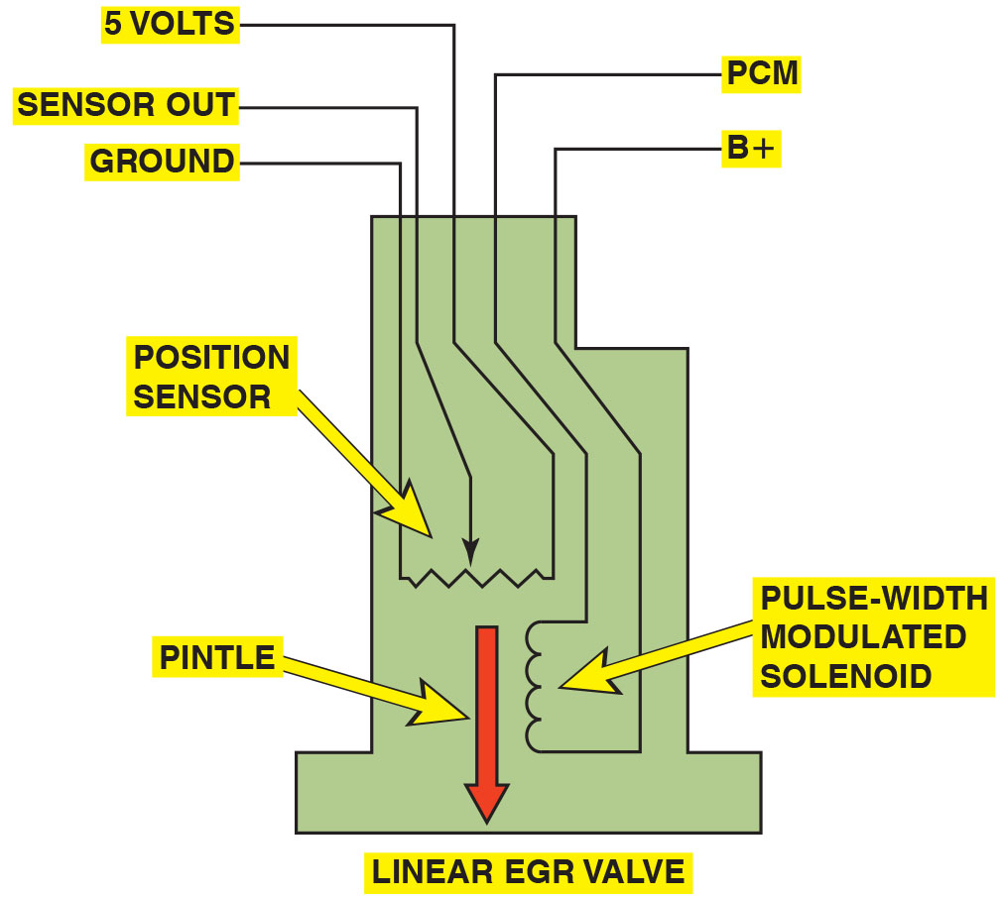 5 VOLTS
SENSOR OUT
GROUND
PCM
B+
POSITION
SENSOR
PINTLE
PULSE-WIDTH
MODULATED
SOLENOID
LINEAR EGR VALVE